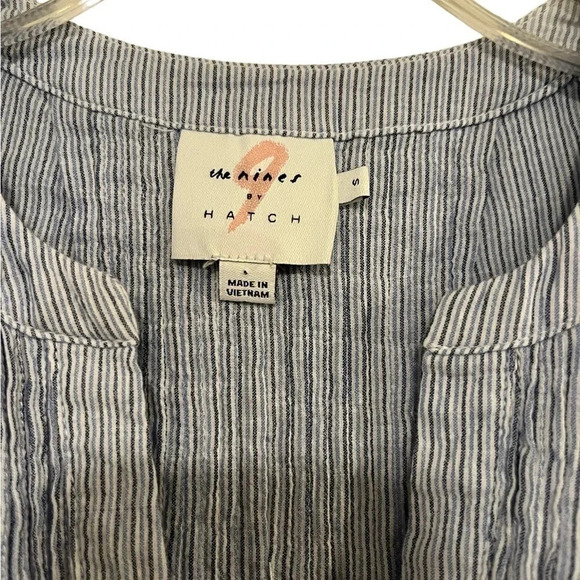 the nines
9
BY
HATCH
S
MADE IN
VIETNAM